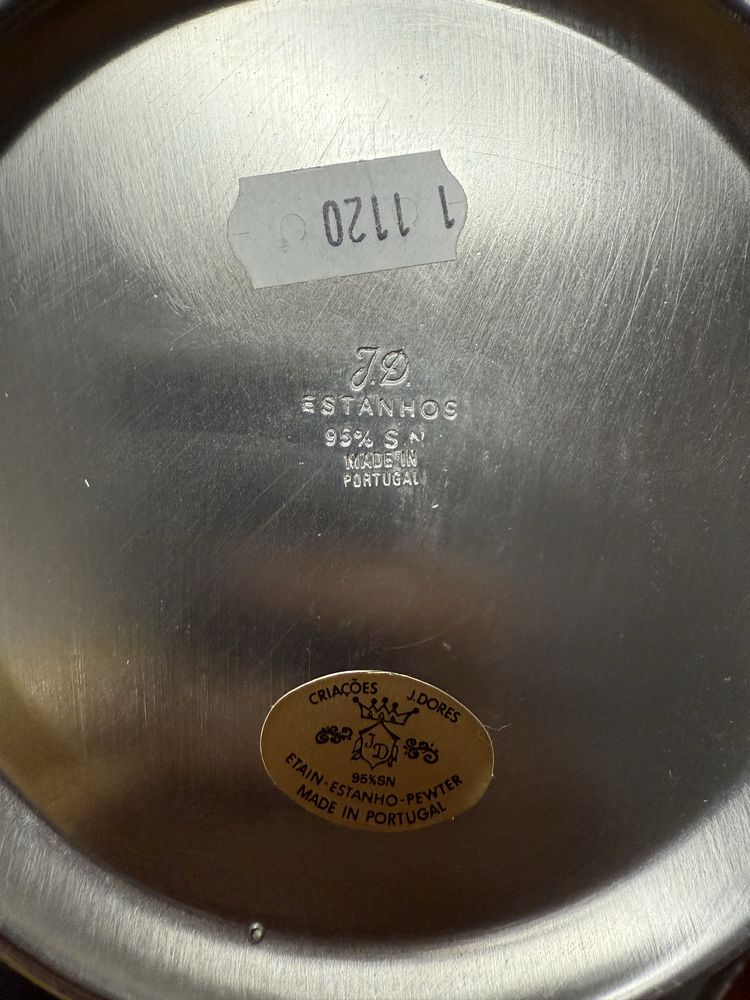 1 1120
J.D.
ESTANHOS
95% S.N
MADE IN
PORTUGAL
CRIAÇÕES J.DORES
JD
95%SN
ETAIN-ESTANHO-PEWTER
MADE IN PORTUGAL